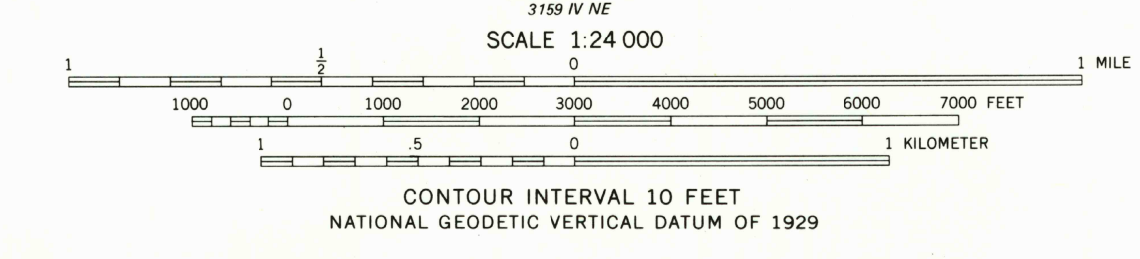 3159 IV NE
SCALE 1:24 000
1 1/2 0 1 MILE
1000 0 1000 2000 3000 4000 5000 6000 7000 FEET
1 .5 0 1 KILOMETER
CONTOUR INTERVAL 10 FEET
NATIONAL GEODETIC VERTICAL DATUM OF 1929